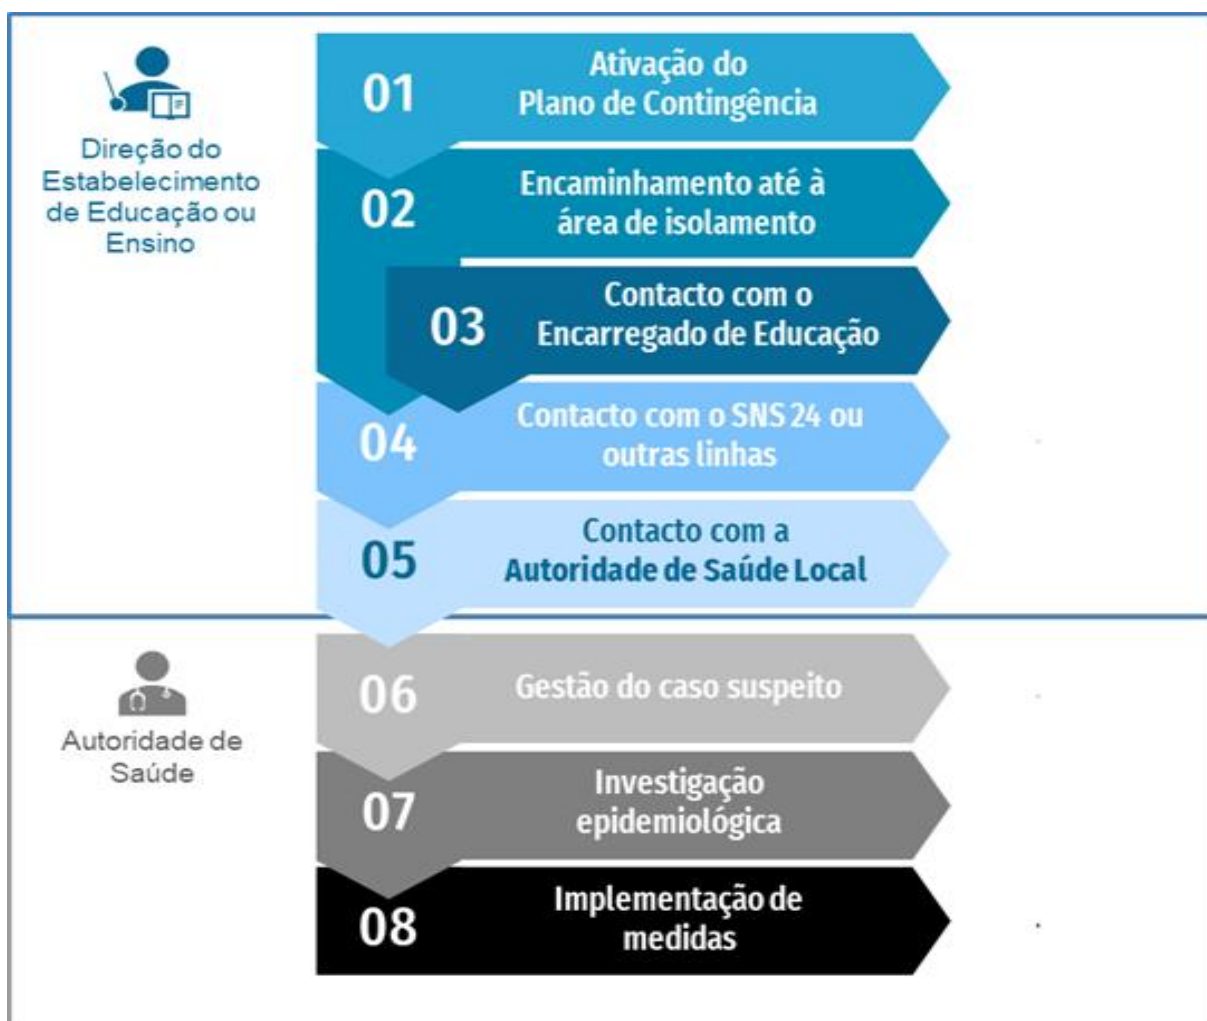 Direção do
Estabelecimento
de Educação ou
Ensino
01
Ativação do
Plano de Contingência
02
Encaminhamento até à
área de isolamento
03
Contacto com o
Encarregado de Educação
04
Contacto com o SNS 24 ou
outras linhas
05
Contacto com a
Autoridade de Saúde Local
Autoridade de
Saúde
06
Gestão do caso suspeito
07
Investigação
epidemiológica
08
Implementação de
medidas